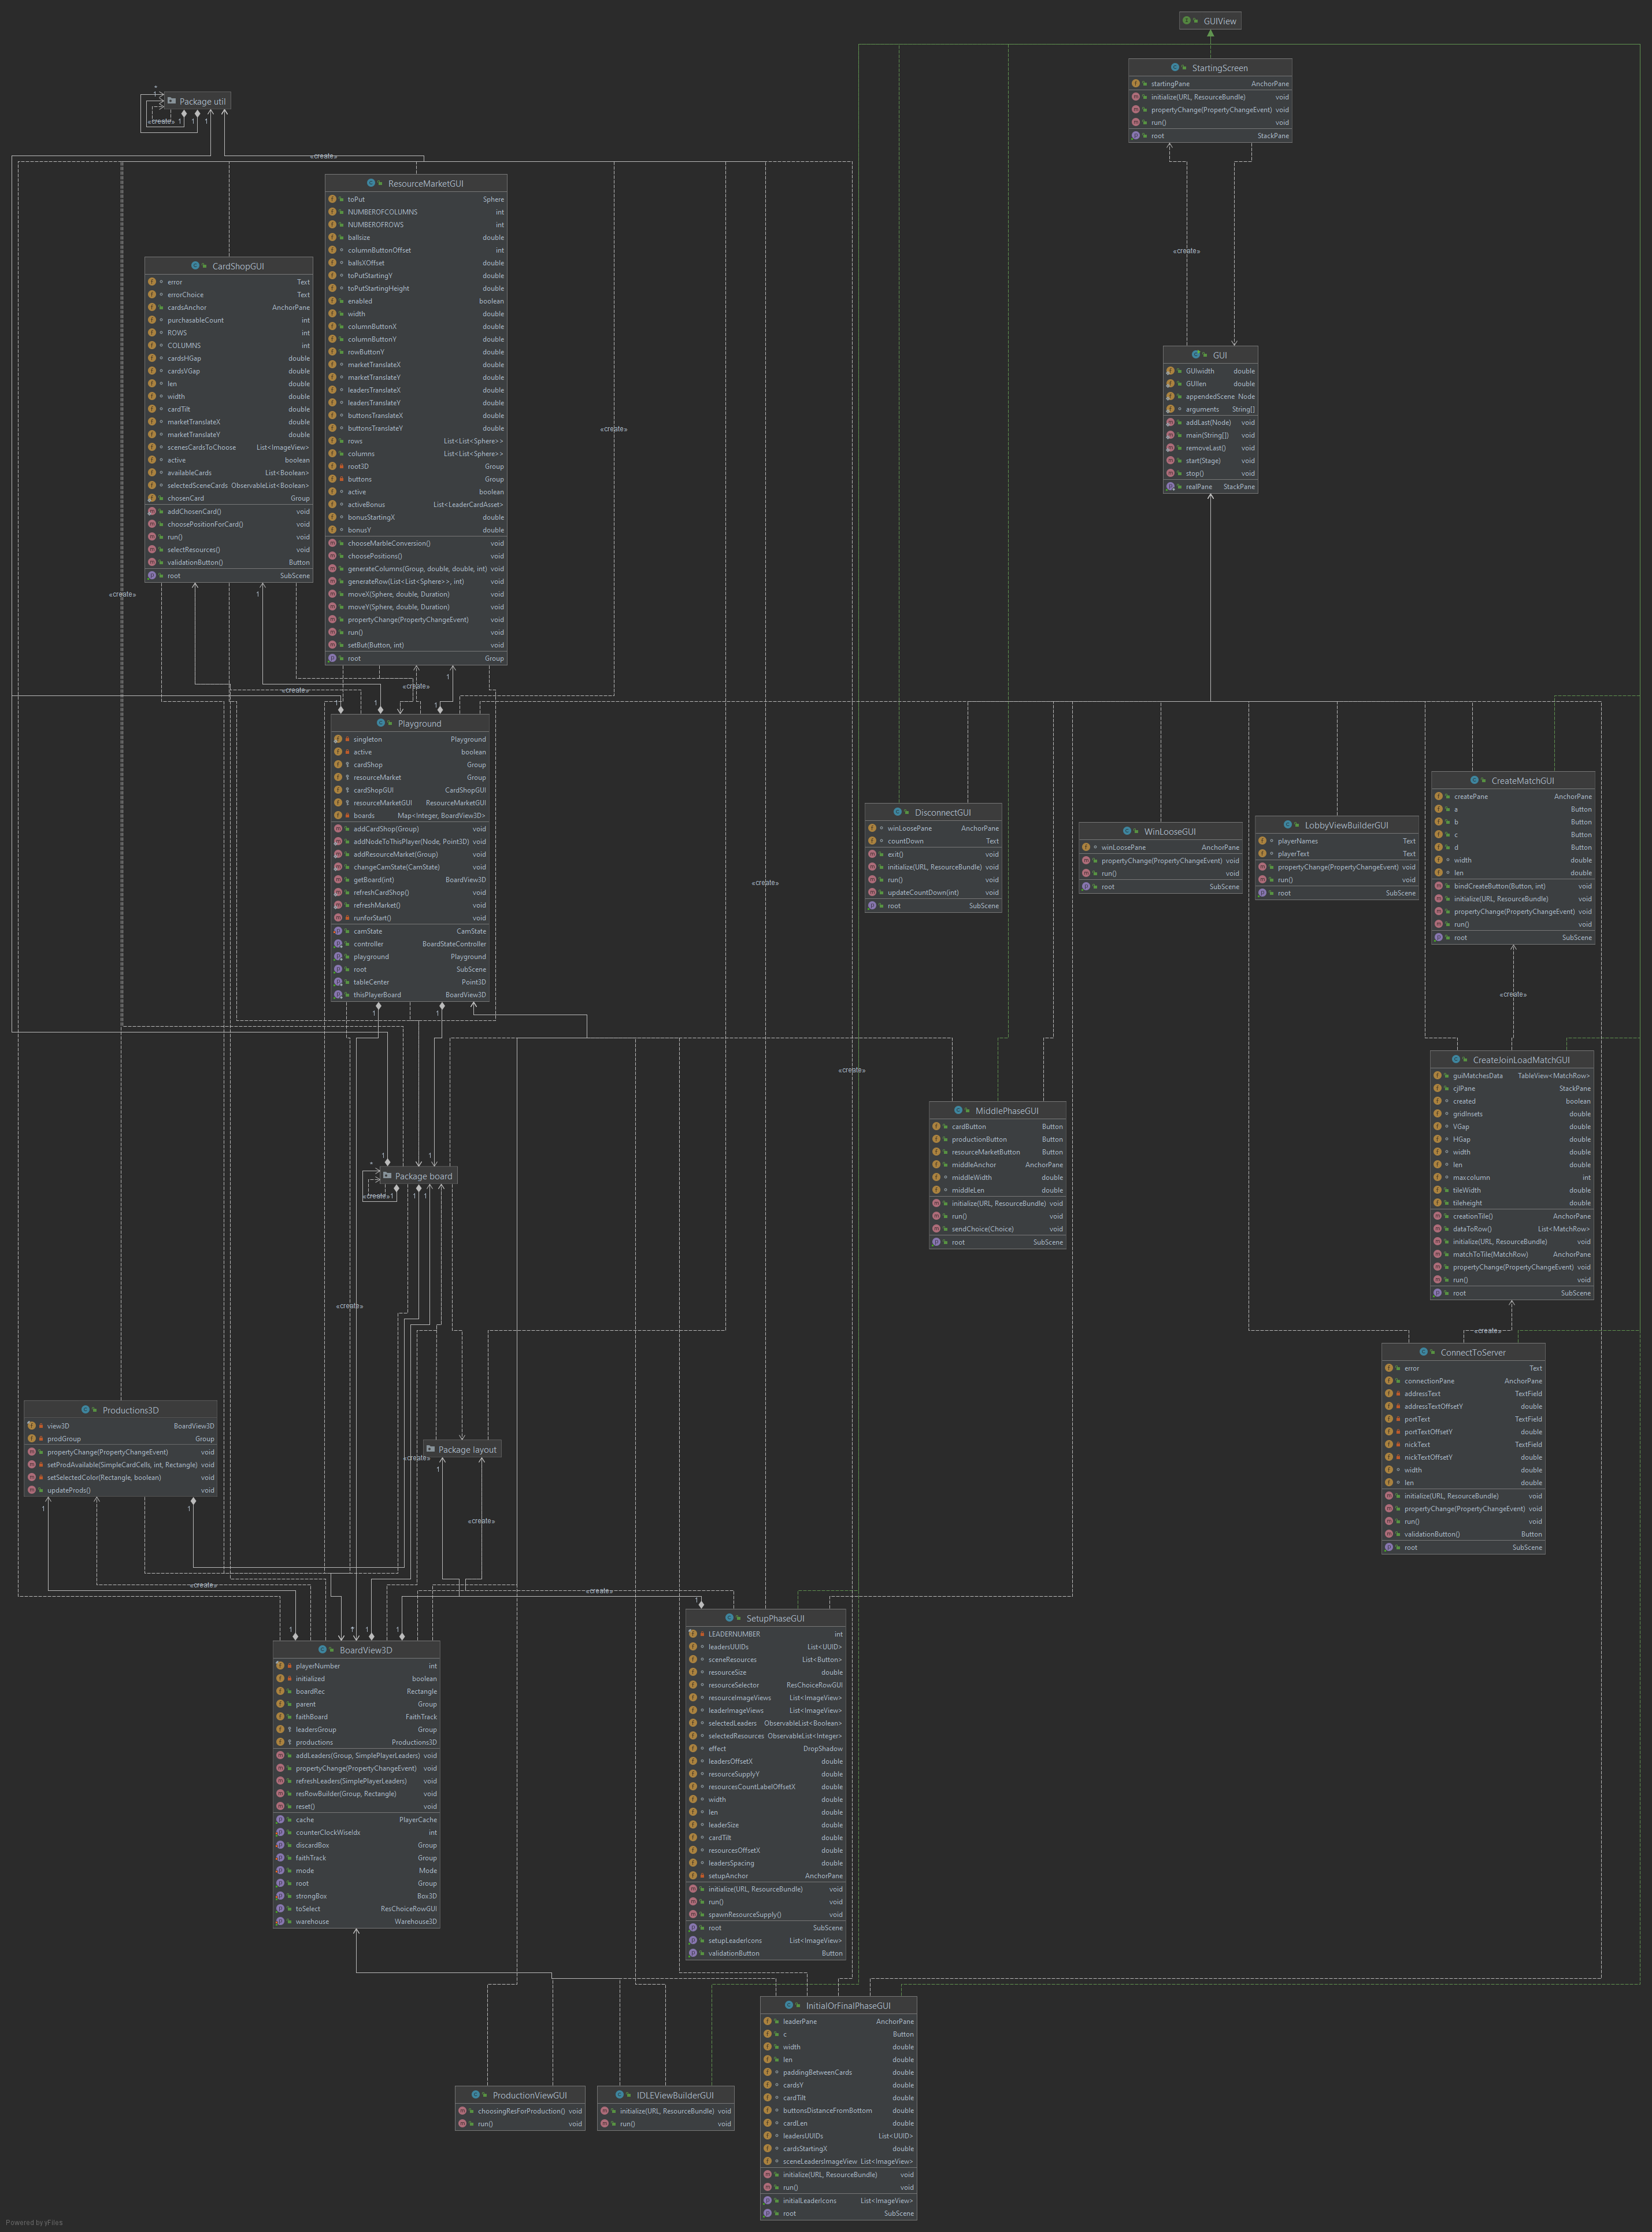 GUIView
StartingScreen
startingPane AnchorPane
initialize(URL, ResourceBundle) void
propertyChange(PropertyChangeEvent) void
run() void
root StackPane
Package util
«create»
«create»
ResourceMarketGUI
toPut Sphere
NUMBEROFCOLUMNS int
NUMBEROFROWS int
ballsize double
columnButtonOffset int
ballsXOffset double
toPutStartingY double
toPutStartingHeight double
enabled boolean
width double
columnButtonX double
columnButtonY double
rowButtonY double
marketTranslateX double
marketTranslateY double
leadersTranslateX double
leadersTranslateY double
buttonsTranslateX double
buttonsTranslateY double
rows List<List<Sphere>>
columns List<List<Sphere>>
root3D Group
buttons Group
active boolean
activeBonus List<LeaderCardAsset>
bonusStartingX double
bonusY double
chooseMarbleConversion() void
choosePositions() void
generateColumns(Group, double, double, int) void
generateRow(List<List<Sphere>>, int) void
moveX(Sphere, double, Duration) void
moveY(Sphere, double, Duration) void
propertyChange(PropertyChangeEvent) void
run() void
setBut(Button, int) void
root Group
CardShopGUI
error Text
errorChoice Text
cardsAnchor AnchorPane
purchasableCount int
ROWS int
COLUMNS int
cardsHGap double
cardsVGap double
len double
width double
cardTilt double
marketTranslateX double
marketTranslateY double
scenesCardsToChoose List<ImageView>
active boolean
availableCards List<Boolean>
selectedSceneCards ObservableList<Boolean>
chosenCard Group
addChosenCard() void
choosePositionForCard() void
run() void
selectResources() void
validationButton() Button
root SubScene
«create»
GUI
GUIwidth double
GUIlen double
appendedScene Node
arguments String[]
addLast(Node) void
main(String[]) void
removeLast() void
start(Stage) void
stop() void
realPane StackPane
«create»
«create»
«create»
«create»
Playground
singleton Playground
active boolean
cardShop Group
resourceMarket Group
cardShopGUI CardShopGUI
resourceMarketGUI ResourceMarketGUI
boards Map<Integer, BoardView3D>
addCardShop(Group) void
addNodeToThisPlayer(Node, Point3D) void
addResourceMarket(Group) void
changeCamState(CamState) void
getBoard(int) BoardView3D
refreshCardShop() void
refreshMarket() void
runforStart() void
camState CamState
controller BoardStateController
playground Playground
root SubScene
tableCenter Point3D
thisPlayerBoard BoardView3D
DisconnectGUI
winLoosePane AnchorPane
countDown Text
exit() void
initialize(URL, ResourceBundle) void
run() void
updateCountDown(int) void
root SubScene
WinLooseGUI
winLoosePane AnchorPane
propertyChange(PropertyChangeEvent) void
run() void
root SubScene
LobbyViewBuilderGUI
playerNames Text
playerText Text
propertyChange(PropertyChangeEvent) void
run() void
root SubScene
CreateMatchGUI
createPane AnchorPane
a Button
b Button
c Button
d Button
width double
len double
bindCreateButton(Button, int) void
initialize(URL, ResourceBundle) void
propertyChange(PropertyChangeEvent) void
run() void
root SubScene
«create»
«create»
«create»
CreateJoinLoadMatchGUI
guiMatchesData TableView<MatchRow>
cjlPane StackPane
created boolean
gridInsets double
VGap double
HGap double
width double
len double
maxcolumn int
tileWidth double
tileheight double
creationTile() AnchorPane
dataToRow() List<MatchRow>
initialize(URL, ResourceBundle) void
matchToTile(MatchRow) AnchorPane
propertyChange(PropertyChangeEvent) void
run() void
root SubScene
MiddlePhaseGUI
cardButton Button
productionButton Button
resourceMarketButton Button
middleAnchor AnchorPane
middleWidth double
middleLen double
initialize(URL, ResourceBundle) void
run() void
sendChoice(Choice) void
root SubScene
Package board
«create»
«create»
«create»
ConnectToServer
error Text
connectionPane AnchorPane
addressText TextField
addressTextOffsetY double
portText TextField
portTextOffsetY double
nickText TextField
nickTextOffsetY double
width double
len double
initialize(URL, ResourceBundle) void
propertyChange(PropertyChangeEvent) void
run() void
validationButton() Button
root SubScene
Productions3D
view3D BoardView3D
prodGroup Group
propertyChange(PropertyChangeEvent) void
setProdAvailable(SimpleCardCells, int, Rectangle) void
setSelectedColor(Rectangle, boolean) void
updateProds() void
Package layout
«create»
«create»
«create»
«create»
SetupPhaseGUI
LEADERNUMBER int
leadersUUIDs List<UUID>
sceneResources List<Button>
resourceSize double
resourceSelector ResChoiceRowGUI
resourceImageViews List<ImageView>
leaderImageViews List<ImageView>
selectedLeaders ObservableList<Boolean>
selectedResources ObservableList<Integer>
effect DropShadow
leadersOffsetX double
resourceSupplyY double
resourcesCountLabelOffsetX double
width double
len double
leaderSize double
cardTilt double
resourcesOffsetX double
leadersSpacing double
setupAnchor AnchorPane
initialize(URL, ResourceBundle) void
run() void
spawnResourceSupply() void
root SubScene
setupLeaderIcons List<ImageView>
validationButton Button
BoardView3D
playerNumber int
initialized boolean
boardRec Rectangle
parent Group
faithBoard FaithTrack
leadersGroup Group
productions Productions3D
addLeaders(Group, SimplePlayerLeaders) void
propertyChange(PropertyChangeEvent) void
refreshLeaders(SimplePlayerLeaders) void
resRowBuilder(Group, Rectangle) void
reset() void
cache PlayerCache
counterClockWiseIdx int
discardBox Group
faithTrack Group
mode Mode
root Group
strongBox Box3D
toSelect ResChoiceRowGUI
warehouse Warehouse3D
InitialOrFinalPhaseGUI
leaderPane AnchorPane
c Button
width double
len double
paddingBetweenCards double
cardsY double
cardTilt double
buttonsDistanceFromBottom double
cardLen double
leadersUUIDs List<UUID>
cardsStartingX double
sceneLeadersImageView List<ImageView>
initialize(URL, ResourceBundle) void
run() void
initialLeaderIcons List<ImageView>
root SubScene
ProductionViewGUI
choosingResForProduction() void
run() void
IDLEViewBuilderGUI
initialize(URL, ResourceBundle) void
run() void
Powered by yFiles